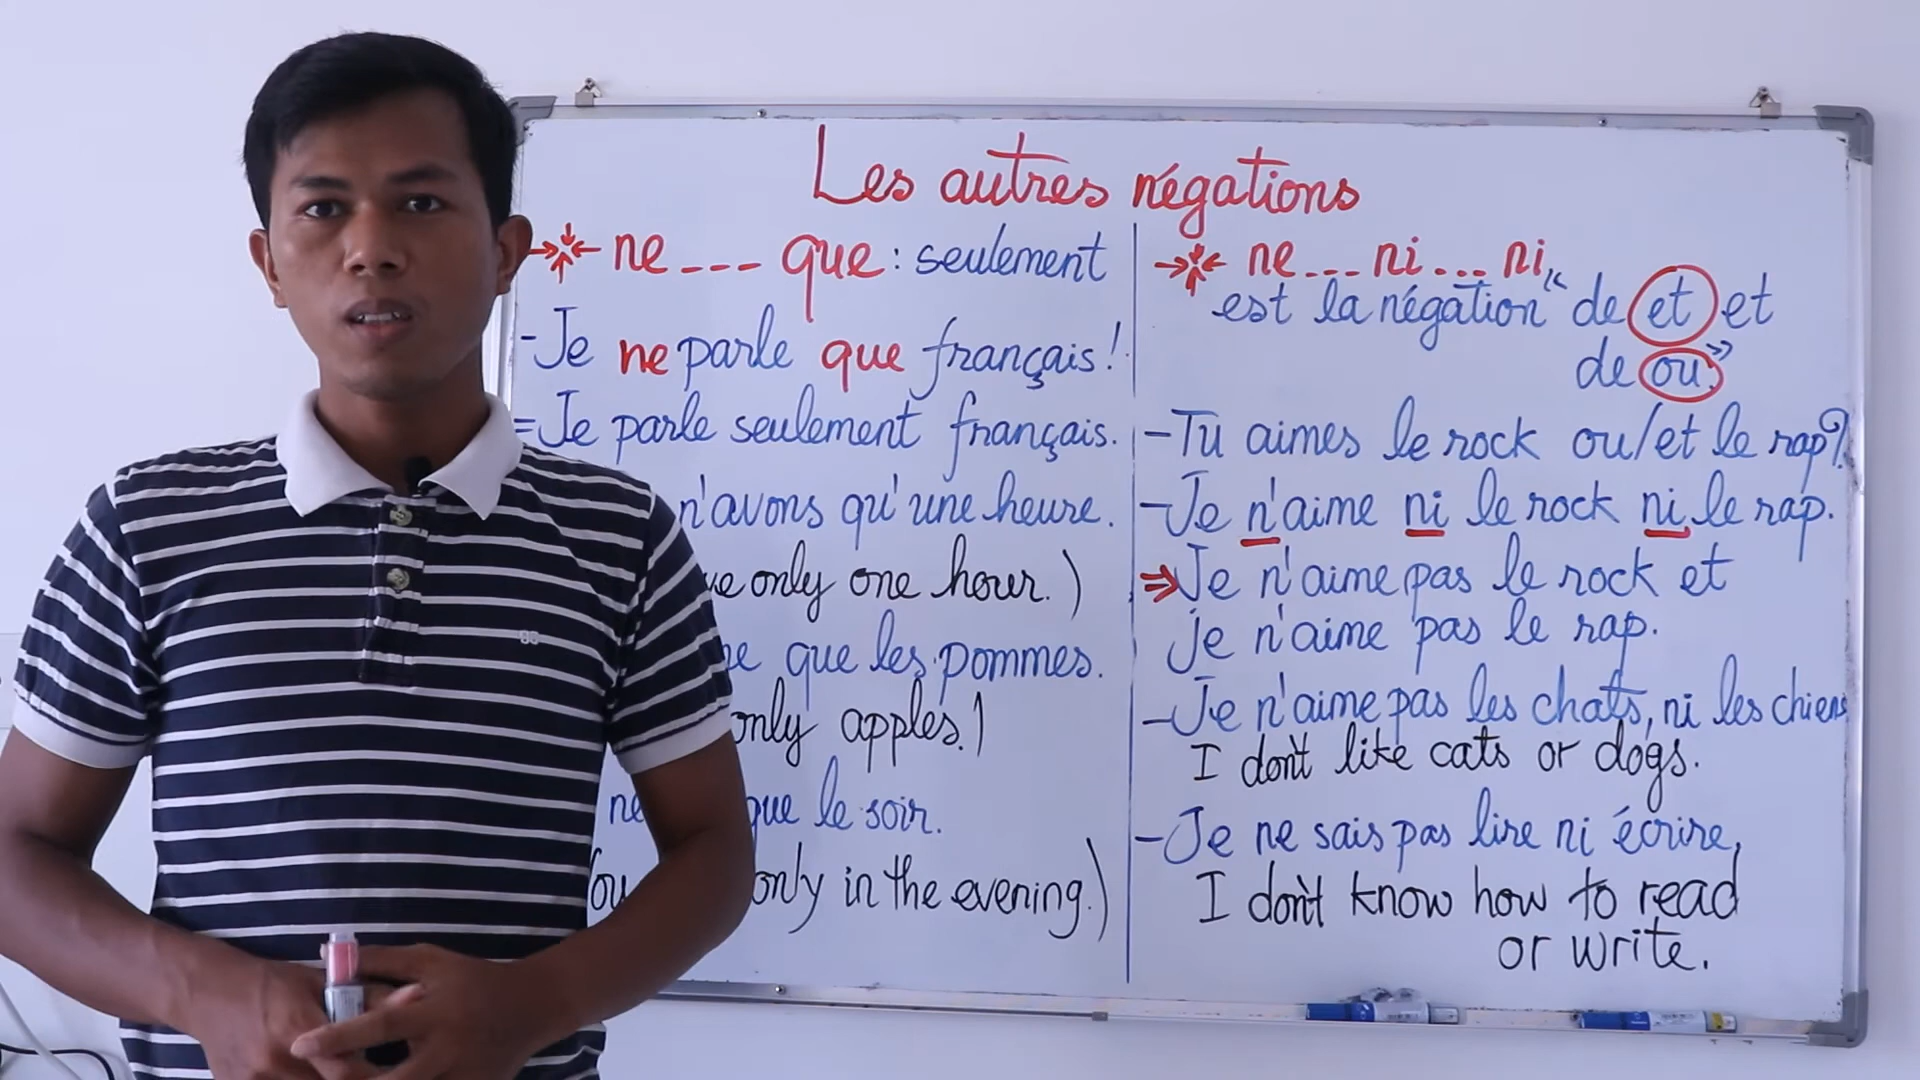 Les autres négations
ne --- que : seulement
-Je ne parle que français!
=Je parle seulement français.
n'avons qu'une heure.
only one hour.)
que les pommes.
only apples.)
ne que le soir.
only in the evening.)
ne --- ni ... ni
est la négation "de et et
de ou."
-Tu aimes le rock ou/et le rap?
-Je n'aime ni le rock ni le rap.
⇒Je n'aime pas le rock et
je n'aime pas le rap.
-Je n'aime pas les chats, ni les chiens
I don't like cats or dogs.
-Je ne sais pas lire ni écrire,
I don't know how to read
or write.